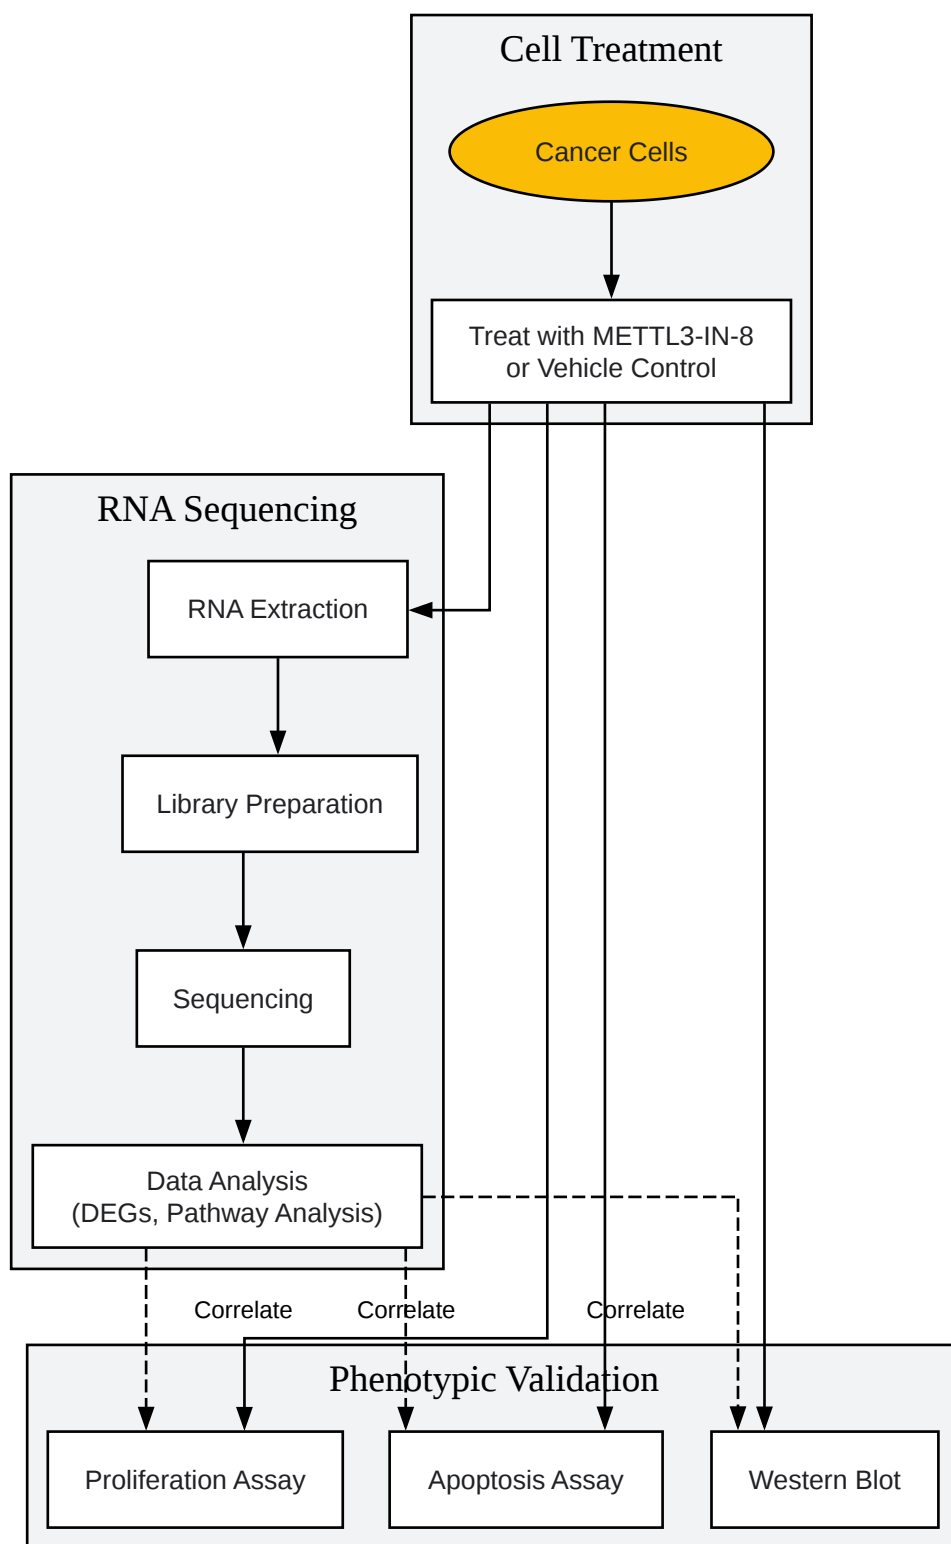 Cell Treatment
Cancer Cells
Treat with METTL3-IN-8
or Vehicle Control
RNA Sequencing
RNA Extraction
Library Preparation
Sequencing
Data Analysis
(DEGs, Pathway Analysis)
Correlate
Correlate
Correlate
Phenotypic Validation
Proliferation Assay
Apoptosis Assay
Western Blot